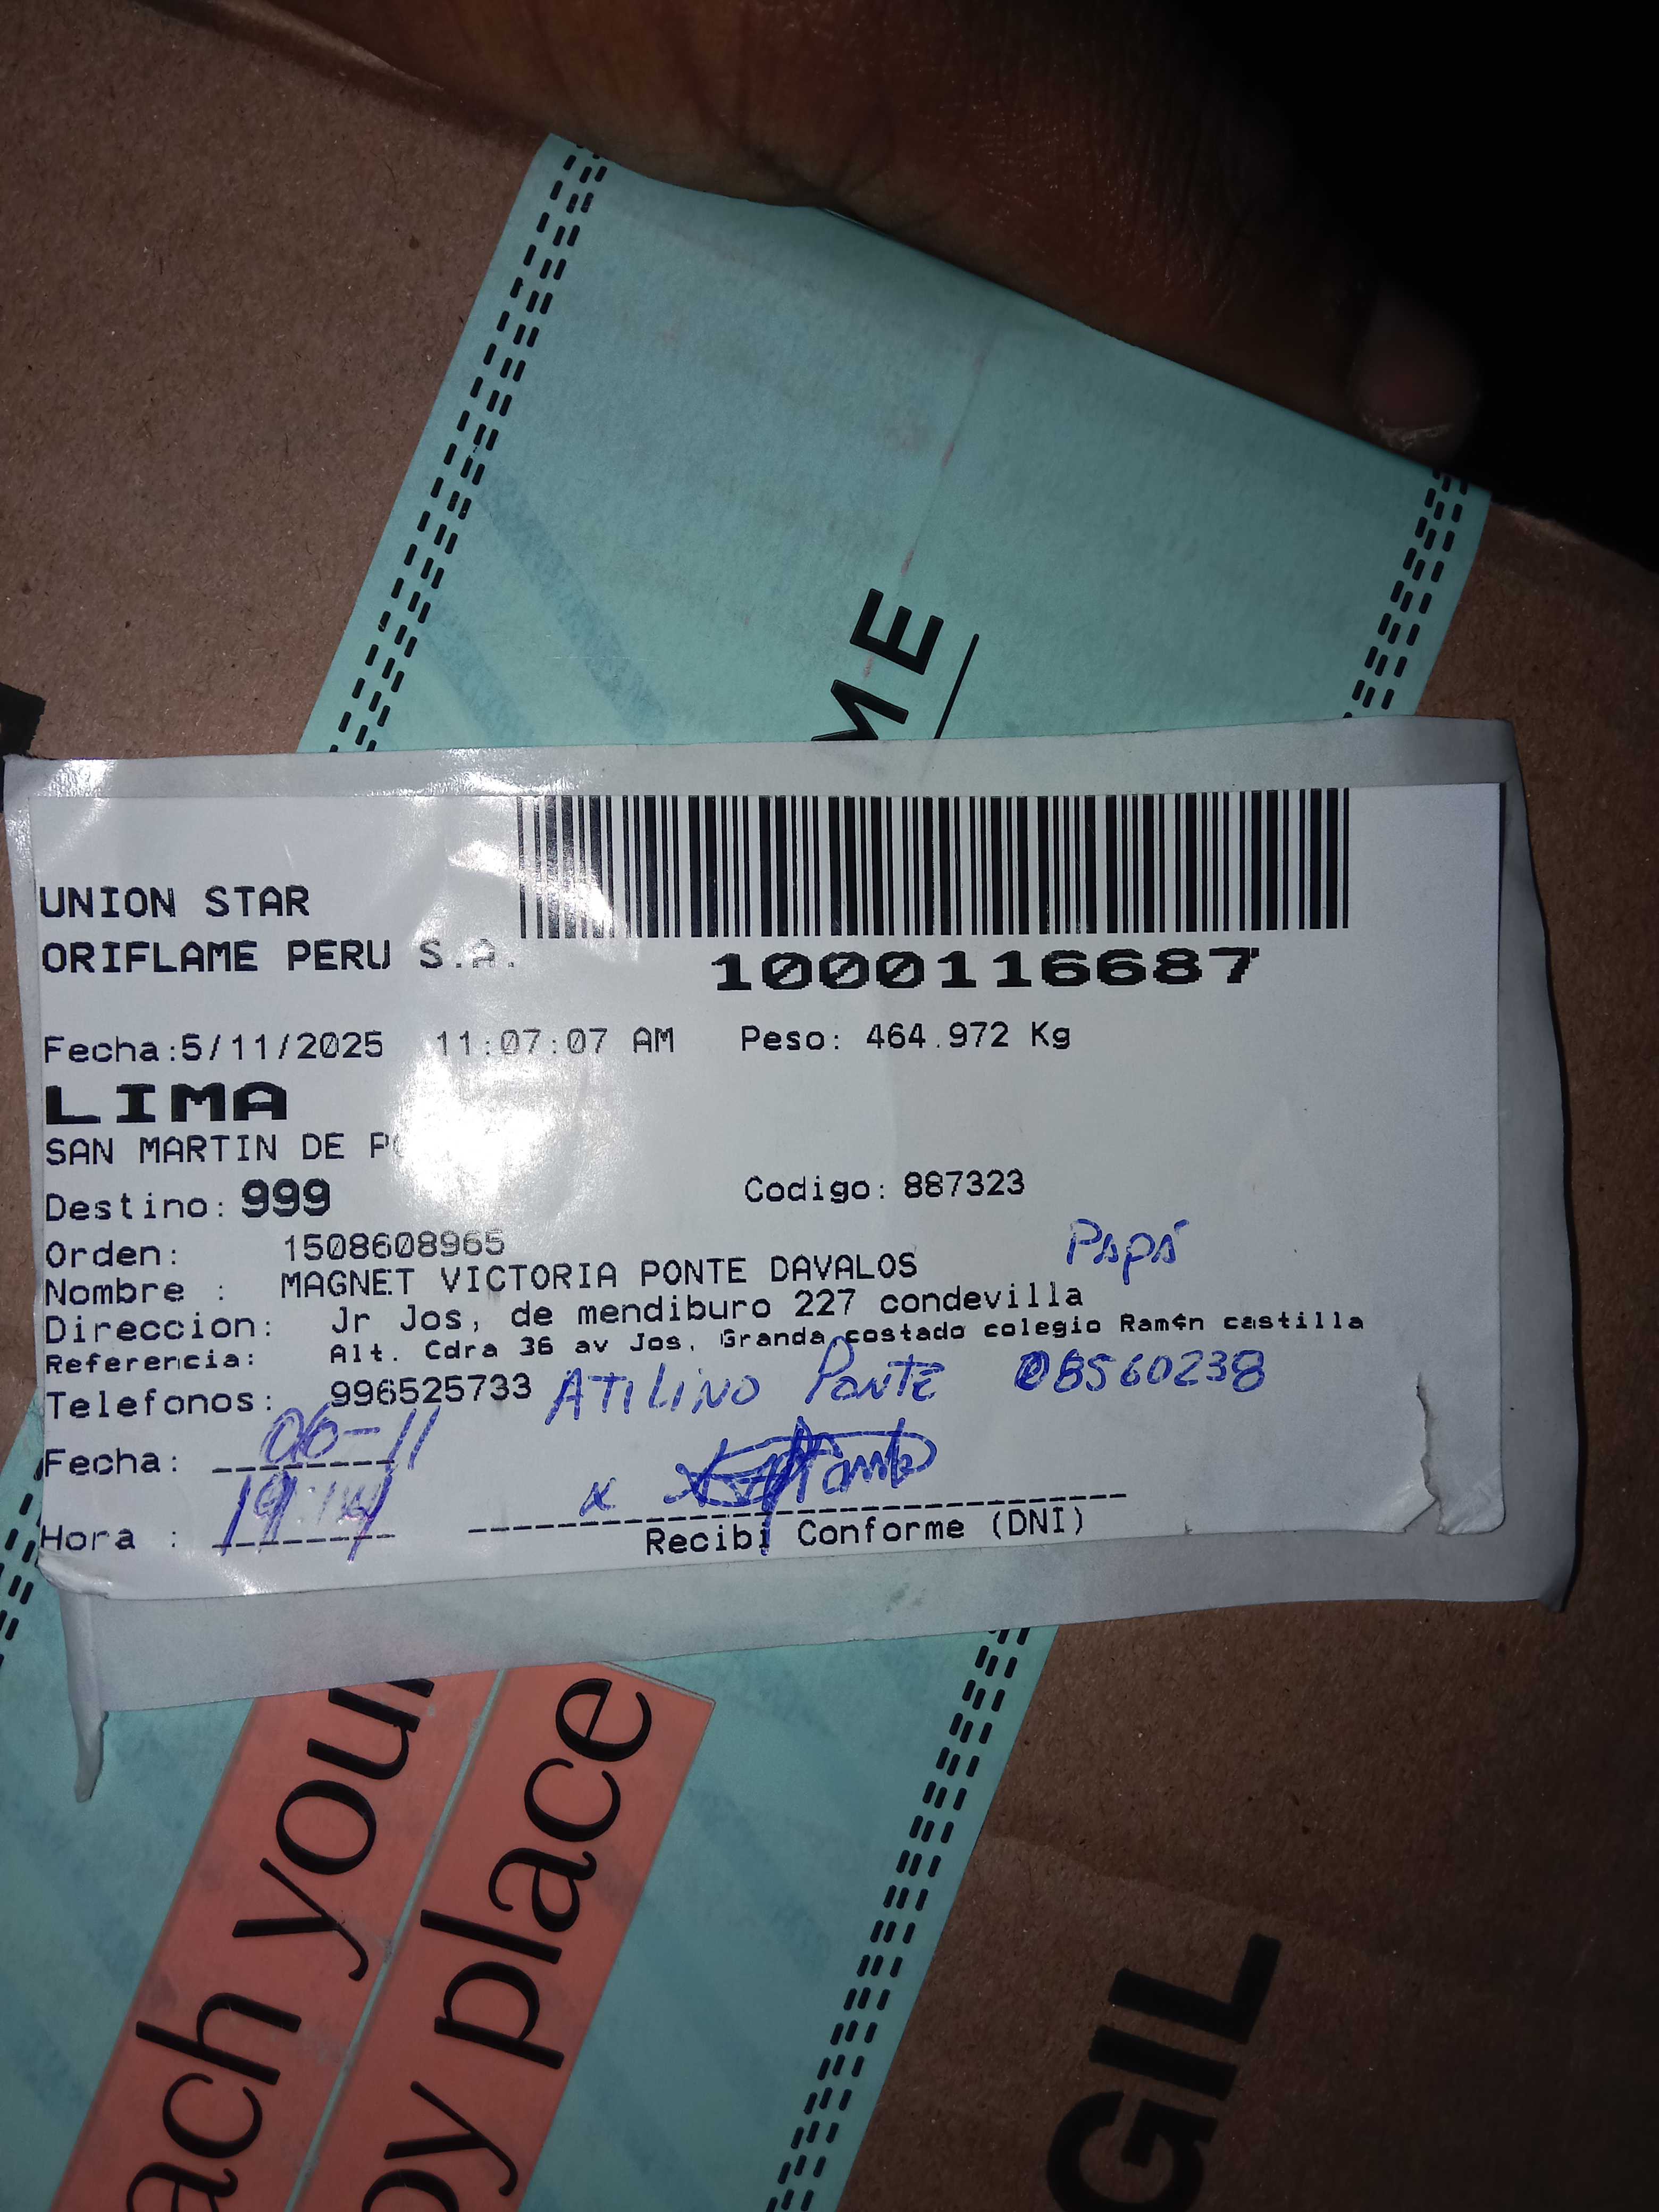 ME
UNION STAR
ORIFLAME PERU S.A.
1000116687
Fecha:5/11/2025 11:07:07 AM Peso: 464.972 Kg
LIMA
SAN MARTIN DE
Destino: 999 Codigo: 887323
Orden: 1508608965
Papá
Nombre : MAGNET VICTORIA PONTE DAVALOS
Direccion: Jr Jos, de mendiburo 227 condevilla
Referencia: Alt. Cdra 36 av Jos, Granda costado colegio Ram¢n castilla
Telefonos: 996525733 ATILINO PONTE 08560238
Fecha: 06-11
Hora : 19:14 x
Recibi Conforme (DNI)
ach your
by place
GIL